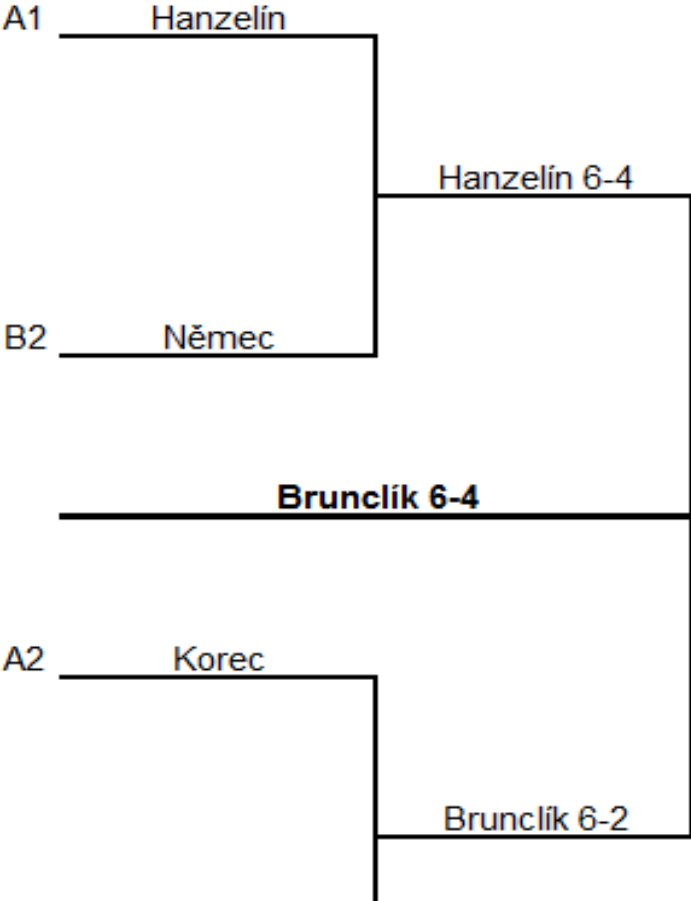 A1 Hanzelín
Hanzelín 6-4
B2 Němec
Brunclík 6-4
A2 Korec
Brunclík 6-2